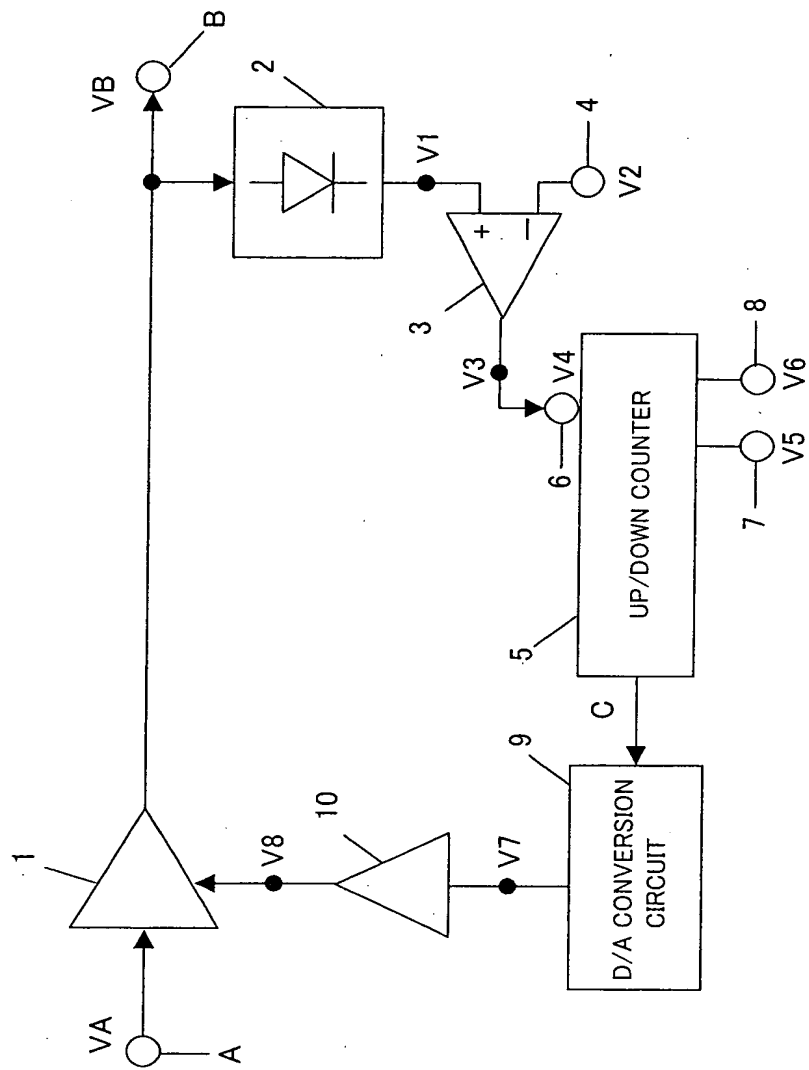 VA
A
1
VB
B
2
V1
4
V2
+
−
3
V3
V4
6
V8
10
V7
9
D/A CONVERSION
CIRCUIT
C
5
UP/DOWN COUNTER
7
V5
8
V6